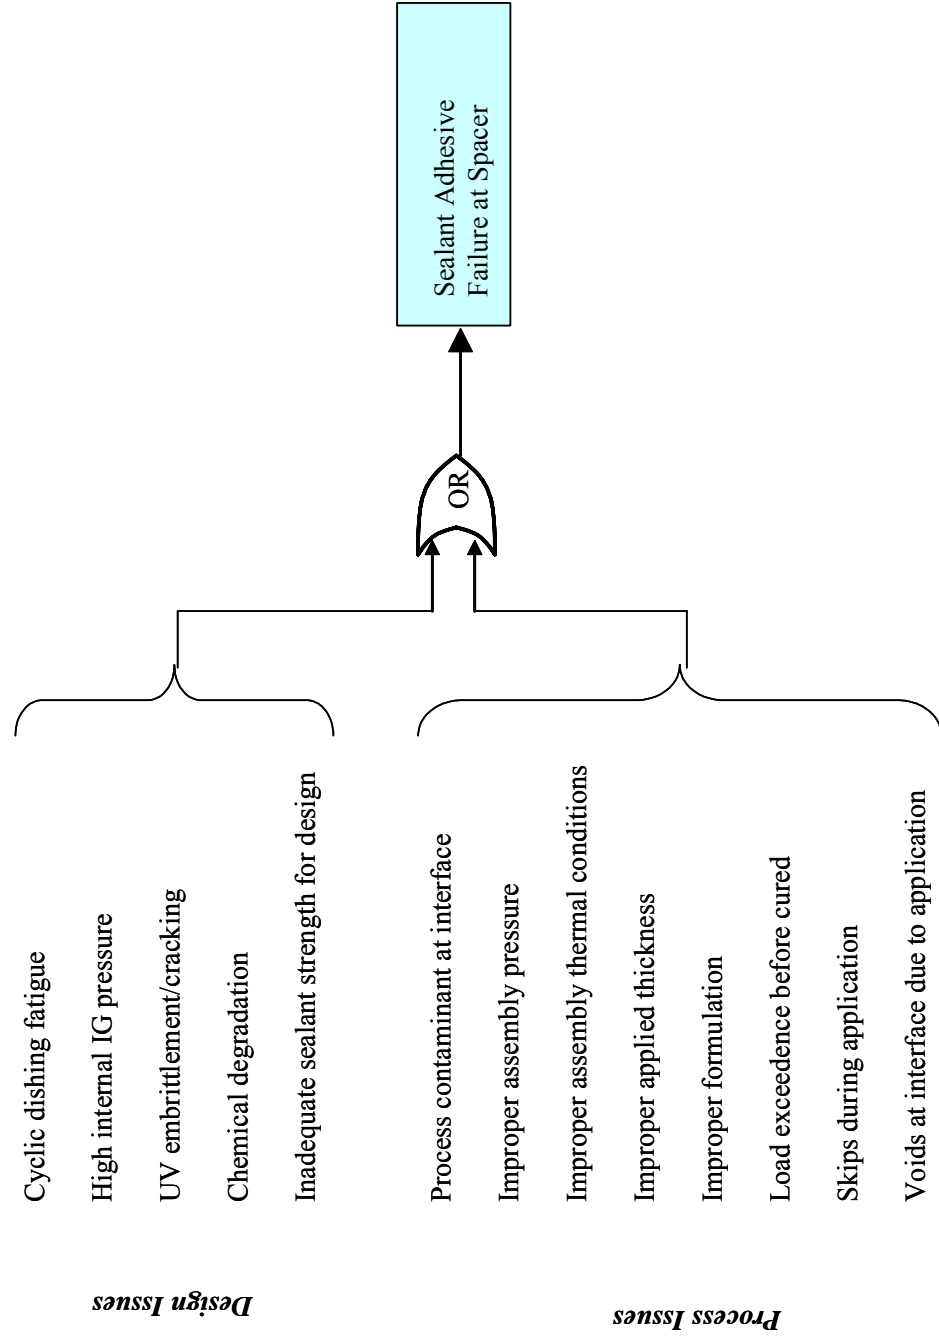 Design Issues
Cyclic dishing fatigue
High internal IG pressure
UV embrittlement/cracking
Chemical degradation
Inadequate sealant strength for design
Process Issues
Process contaminant at interface
Improper assembly pressure
Improper assembly thermal conditions
Improper applied thickness
Improper formulation
Load exceedence before cured
Skips during application
Voids at interface due to application
OR
Sealant Adhesive
Failure at Spacer